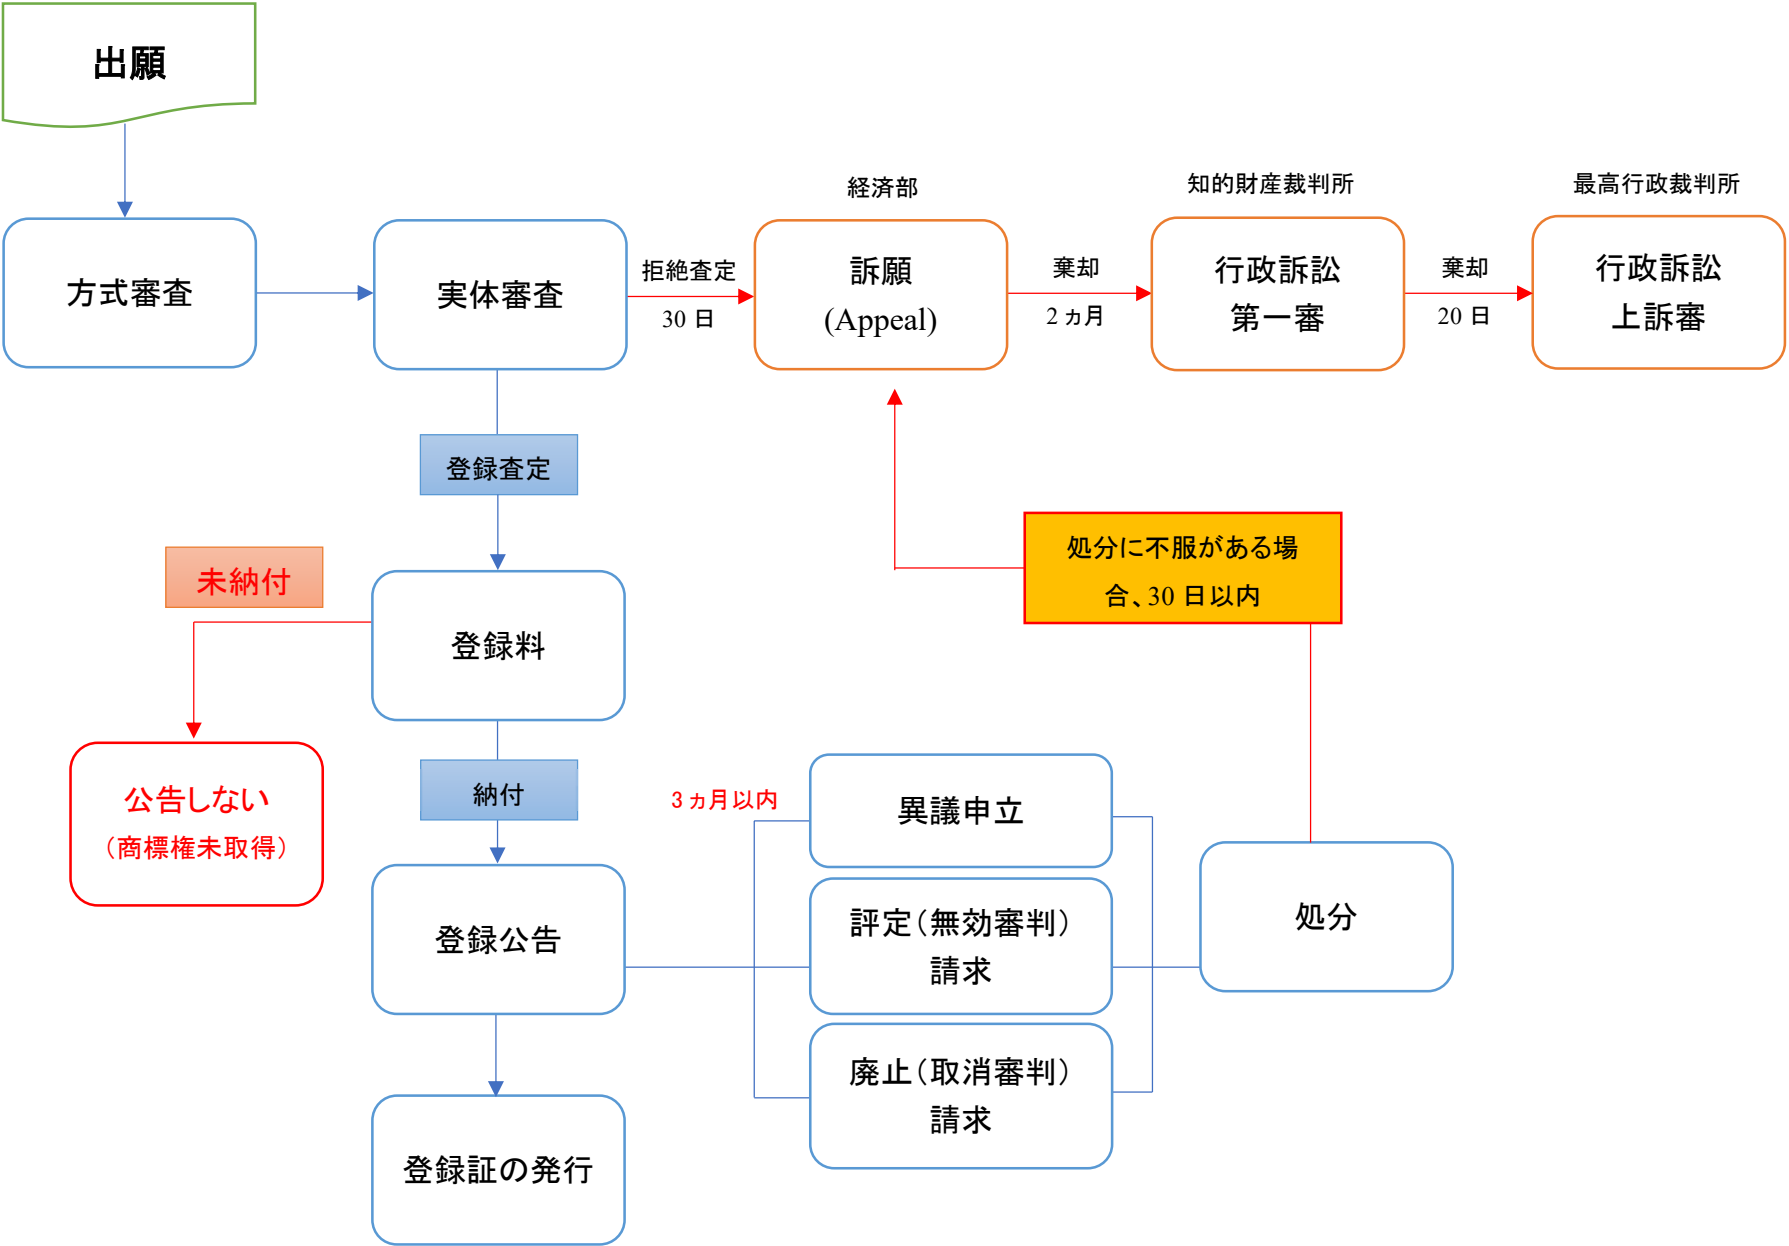 出願
経済部
知的財産裁判所
最高行政裁判所
方式審査
実体審査
拒絶査定
30 日
訴願
(Appeal)
棄却
2 ヵ月
行政訴訟
第一審
棄却
20 日
行政訴訟
上訴審
登録査定
処分に不服がある場
合、30 日以内
未納付
登録料
公告しない
（商標権未取得）
納付
3 ヵ月以内
異議申立
登録公告
評定（無効審判）
請求
処分
廃止（取消審判）
請求
登録証の発行